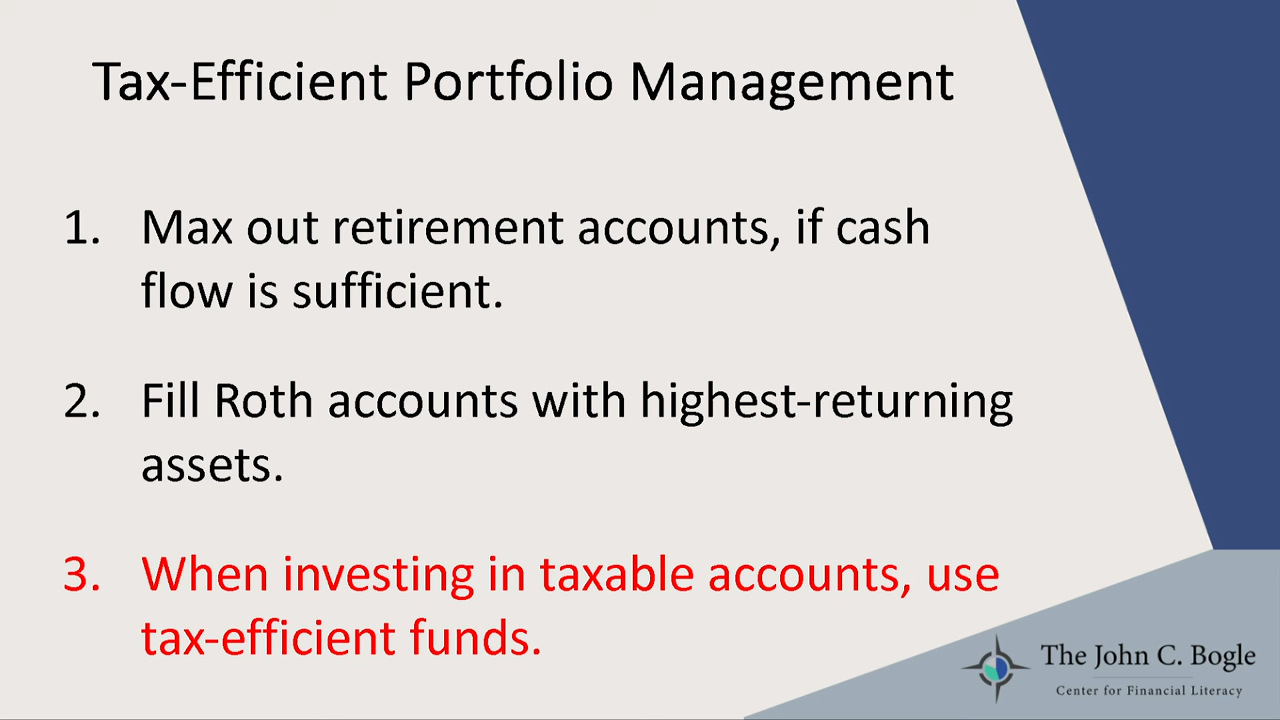 Tax-Efficient Portfolio Management
1. Max out retirement accounts, if cash
flow is sufficient.
2. Fill Roth accounts with highest-returning
assets.
3. When investing in taxable accounts, use
tax-efficient funds.
The John C. Bogle
Center for Financial Literacy